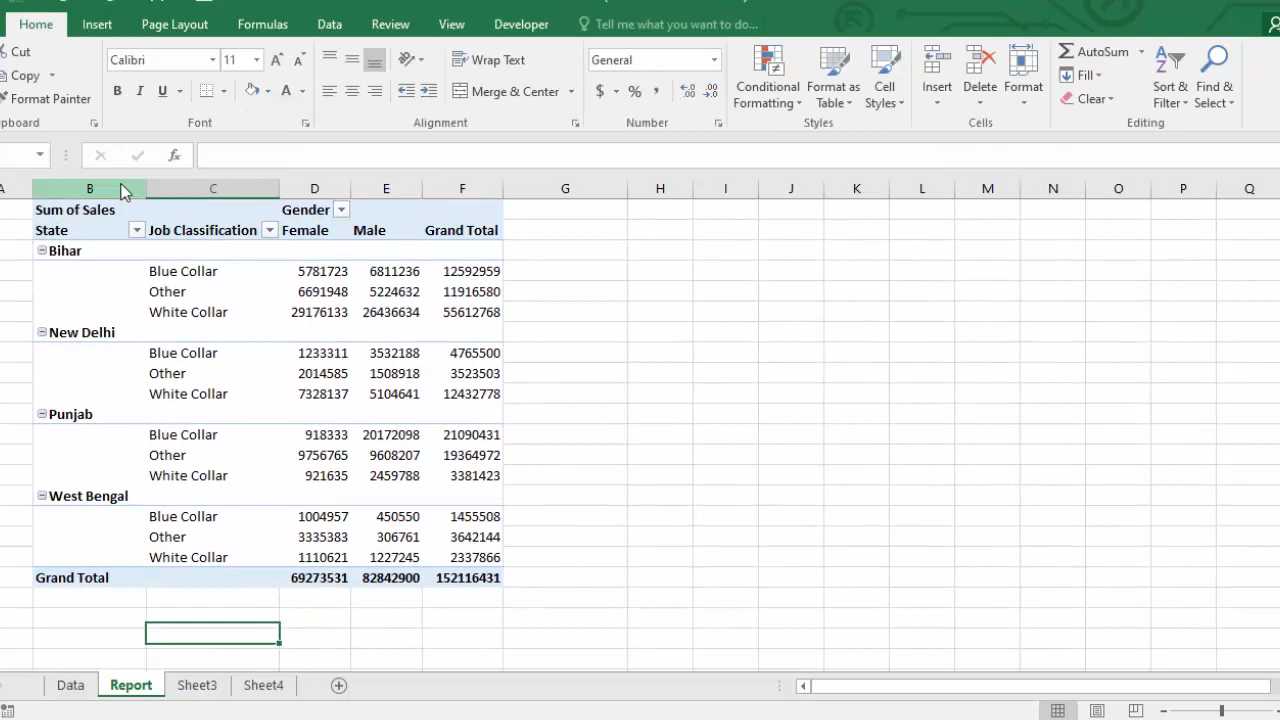 Home Insert Page Layout Formulas Data Review View Developer Tell me what you want to do...
Cut
Copy
Format Painter
Calibri 11
B I U
A
Wrap Text
Merge & Center
General
$ % ,
Conditional Formatting
Format as Table
Cell Styles
Insert
Delete
Format
AutoSum
Fill
Clear
Sort & Filter
Find & Select
Font Alignment Number Styles Cells Editing
fx
B C D E F G H I J K L M N O P Q
Sum of Sales Gender
State Job Classification Female Male Grand Total
Bihar
Blue Collar 5781723 6811236 12592959
Other 6691948 5224632 11916580
White Collar 29176133 26436634 55612768
New Delhi
Blue Collar 1233311 3532188 4765500
Other 2014585 1508918 3523503
White Collar 7328137 5104641 12432778
Punjab
Blue Collar 918333 20172098 21090431
Other 9756765 9608207 19364972
White Collar 921635 2459788 3381423
West Bengal
Blue Collar 1004957 450550 1455508
Other 3335383 306761 3642144
White Collar 1110621 1227245 2337866
Grand Total 69273531 82842900 152116431
Data Report Sheet3 Sheet4